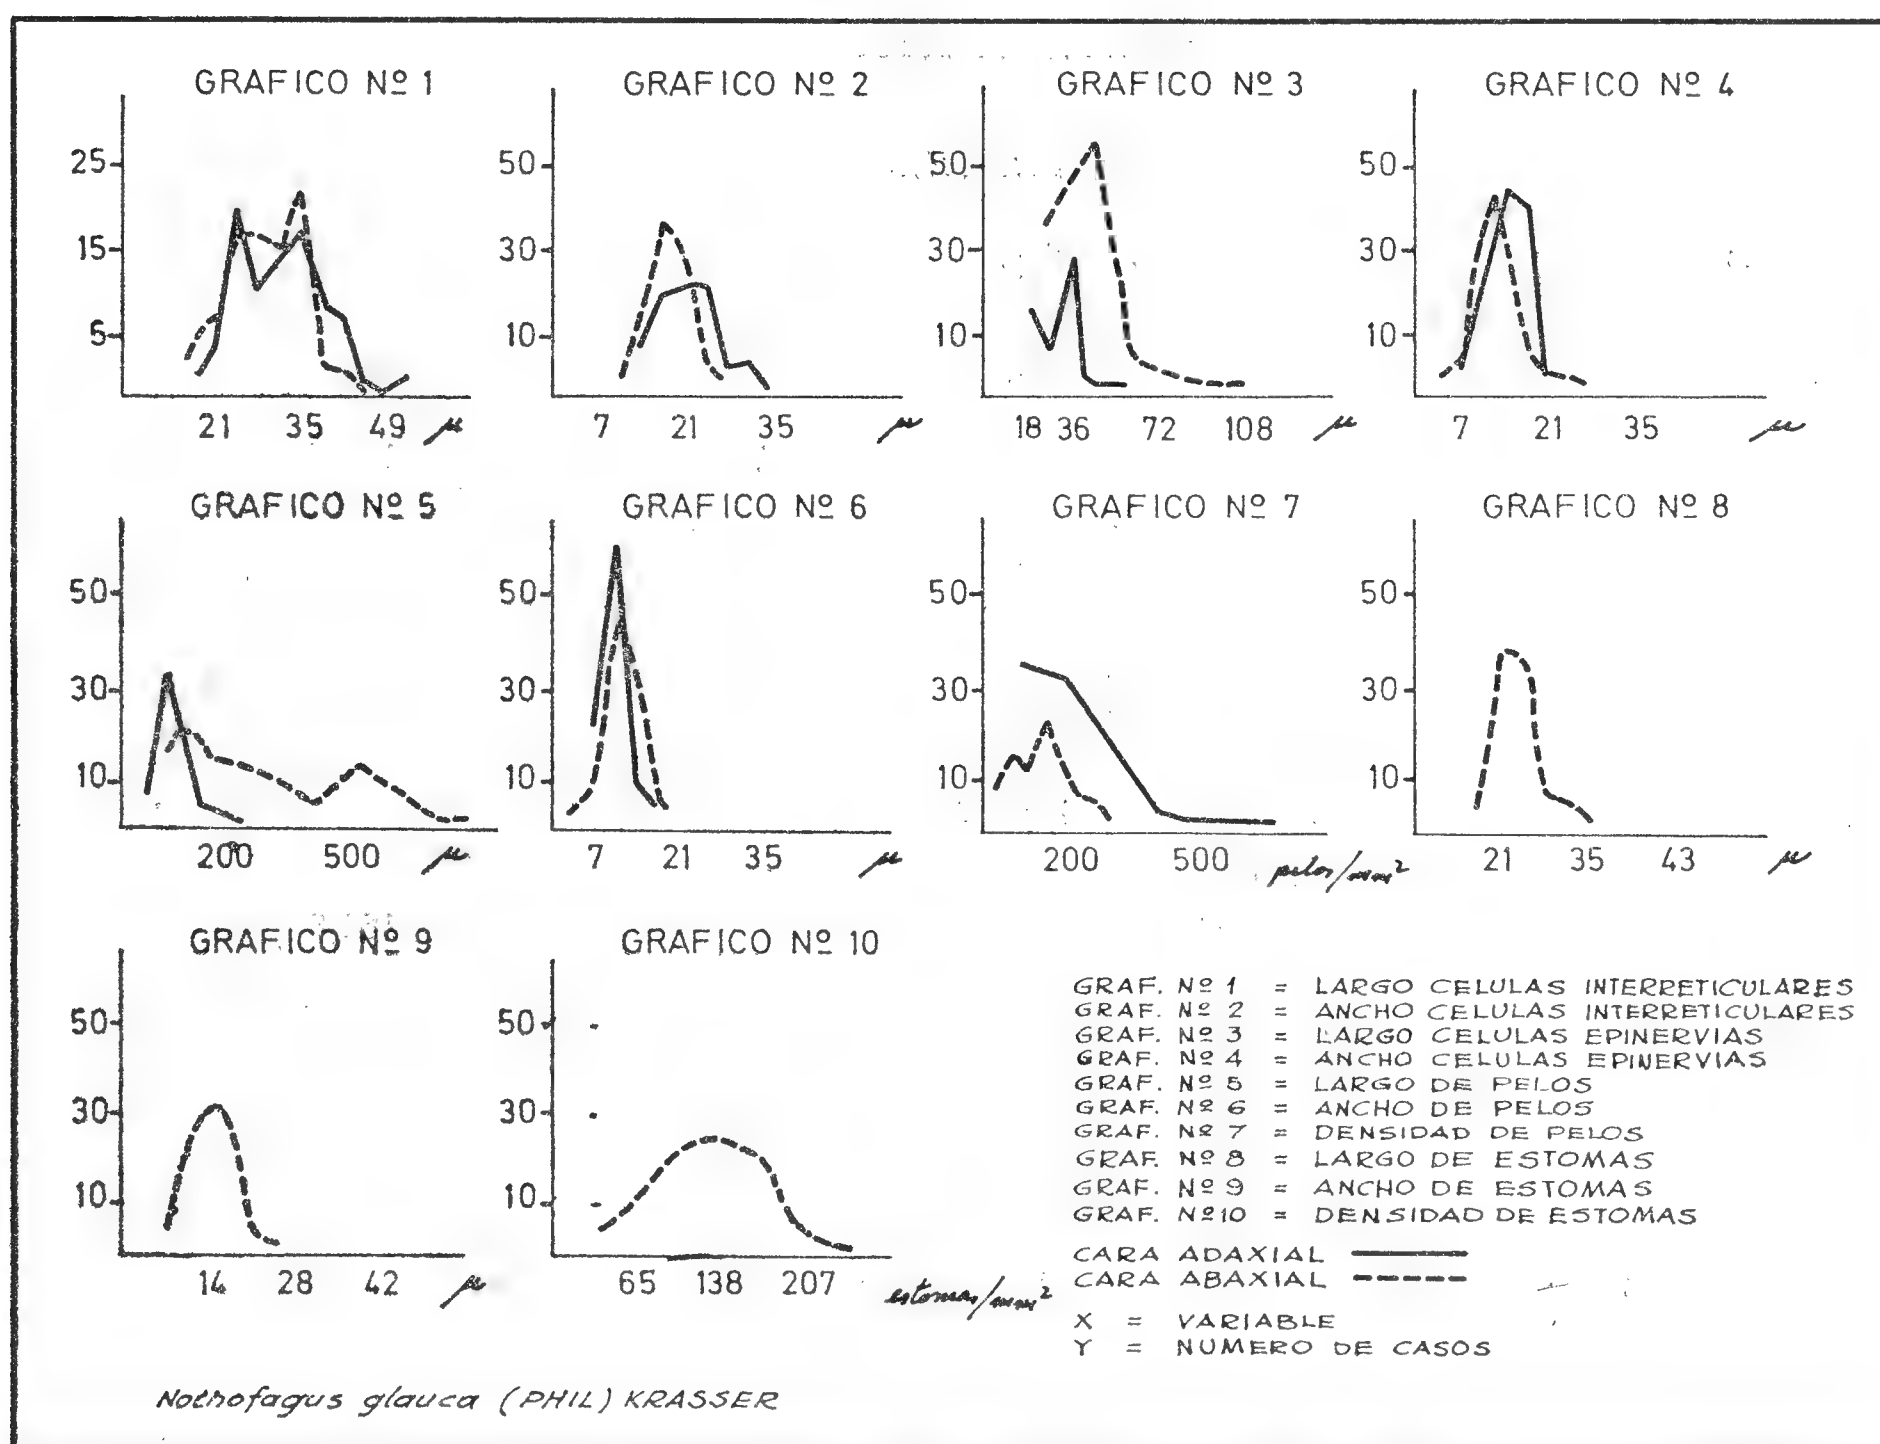 GRAFICO Nº 1
25
15
5
21 35 49 µ
GRAFICO Nº 2
50
30
10
7 21 35 µ
GRAFICO Nº 3
50
30
10
18 36 72 108 µ
GRAFICO Nº 4
50
30
10
7 21 35 µ
GRAFICO Nº 5
50
30
10
200 500 µ
GRAFICO Nº 6
50
30
10
7 21 35 µ
GRAFICO Nº 7
50
30
10
200 500 pelos/mm²
GRAFICO Nº 8
50
30
10
21 35 43 µ
GRAFICO Nº 9
50
30
10
14 28 42 µ
GRAFICO Nº 10
50
30
10
65 138 207 estomas/mm²
GRAF. Nº 1 = LARGO CELULAS INTERRETICULARES
GRAF. Nº 2 = ANCHO CELULAS INTERRETICULARES
GRAF. Nº 3 = LARGO CELULAS EPINERVIAS
GRAF. Nº 4 = ANCHO CELULAS EPINERVIAS
GRAF. Nº 5 = LARGO DE PELOS
GRAF. Nº 6 = ANCHO DE PELOS
GRAF. Nº 7 = DENSIDAD DE PELOS
GRAF. Nº 8 = LARGO DE ESTOMAS
GRAF. Nº 9 = ANCHO DE ESTOMAS
GRAF. Nº 10 = DENSIDAD DE ESTOMAS
CARA ADAXIAL
CARA ABAXIAL
X = VARIABLE
Y = NUMERO DE CASOS
Nothofagus glauca (PHIL) KRASSER